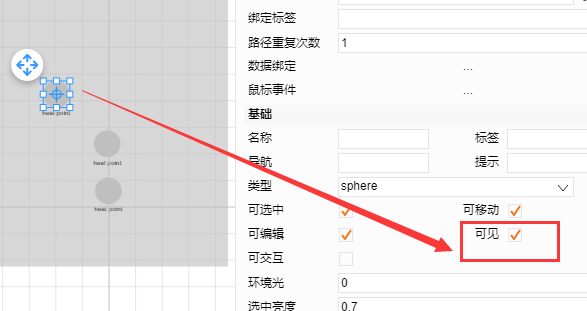 绑定标签
路径重复次数 1
数据绑定 ...
鼠标事件 ...
基础
名称 标签
导航 提示
类型 sphere
可选中 可移动
可编辑 可见
可交互
环境光 0
选中亮度 0.7
heat point
heat point
heat point